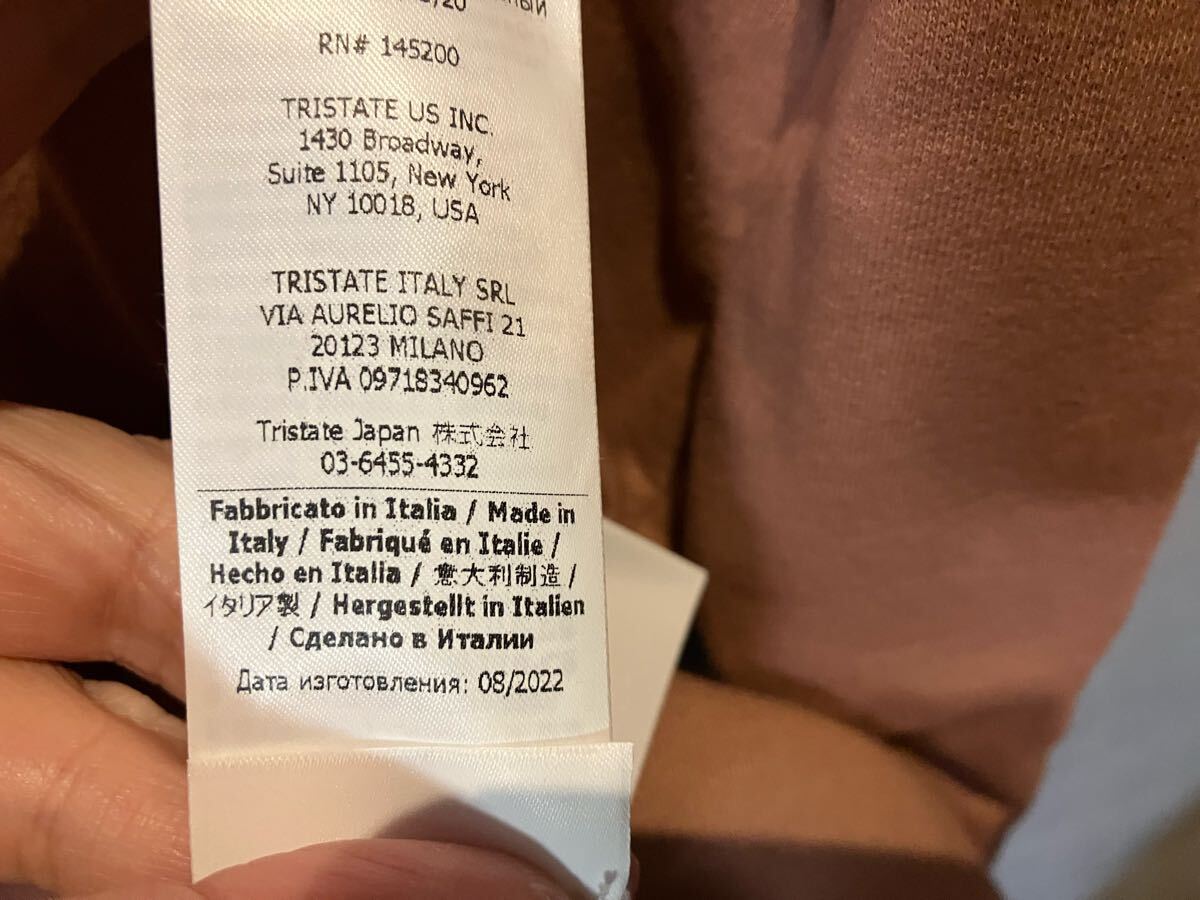 /20
RN# 145200
TRISTATE US INC.
1430 Broadway,
Suite 1105, New York
NY 10018, USA
TRISTATE ITALY SRL
VIA AURELIO SAFFI 21
20123 MILANO
P.IVA 09718340962
Tristate Japan 株式会社
03-6455-4332
Fabbricato in Italia / Made in
Italy / Fabriqué en Italie /
Hecho en Italia / 意大利制造 /
イタリア製 / Hergestellt in Italien
/ Сделано в Италии
Дата изготовления: 08/2022